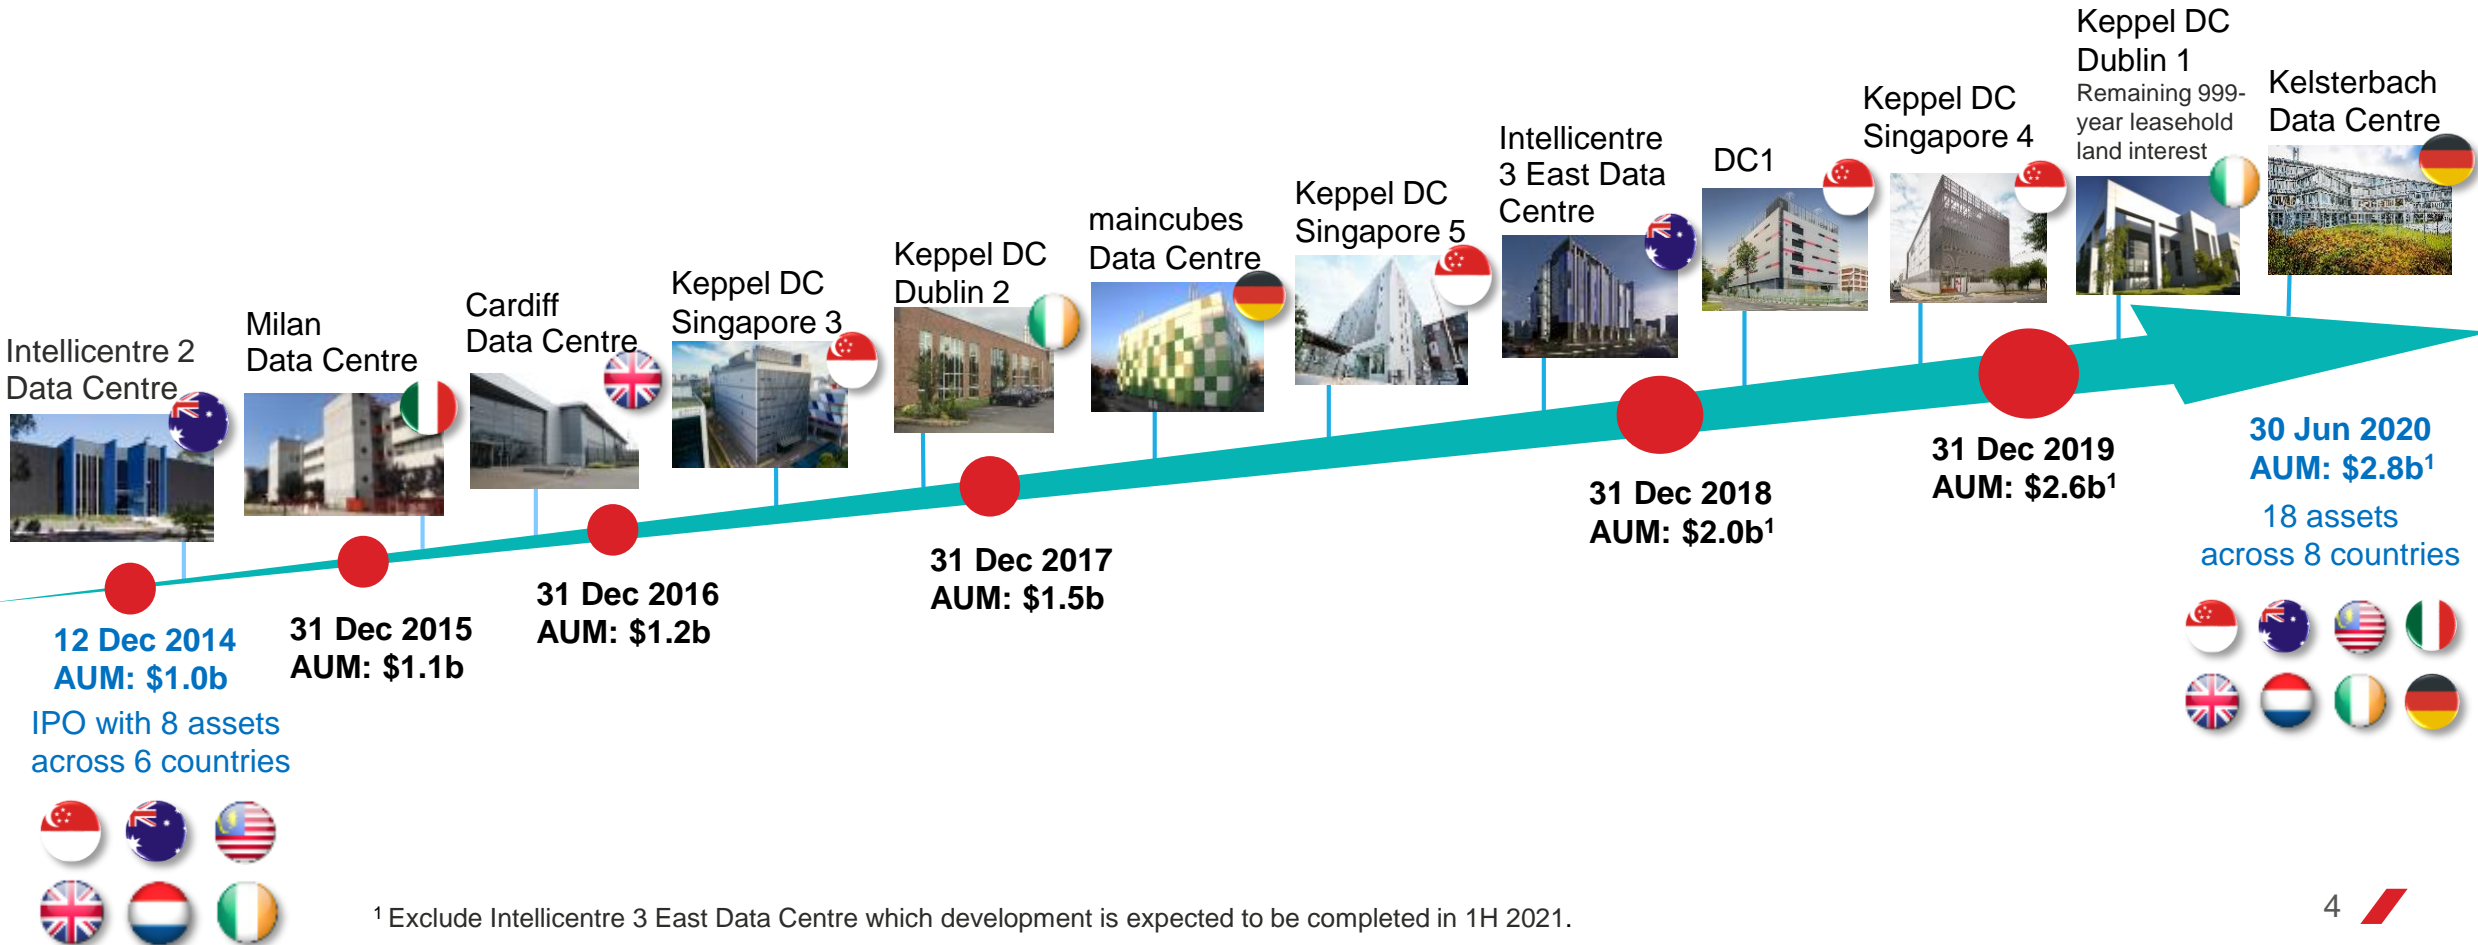 Intellicentre 2
Data Centre
Milan
Data Centre
Cardiff
Data Centre
Keppel DC
Singapore 3
Keppel DC
Dublin 2
maincubes
Data Centre
Keppel DC
Singapore 5
Intellicentre
3 East Data
Centre
DC1
Keppel DC
Singapore 4
Keppel DC
Dublin 1
Remaining 999-
year leasehold
land interest
Kelsterbach
Data Centre
12 Dec 2014
AUM: $1.0b
IPO with 8 assets
across 6 countries
31 Dec 2015
AUM: $1.1b
31 Dec 2016
AUM: $1.2b
31 Dec 2017
AUM: $1.5b
31 Dec 2018
AUM: $2.0b¹
31 Dec 2019
AUM: $2.6b¹
30 Jun 2020
AUM: $2.8b¹
18 assets
across 8 countries
¹ Exclude Intellicentre 3 East Data Centre which development is expected to be completed in 1H 2021.
4